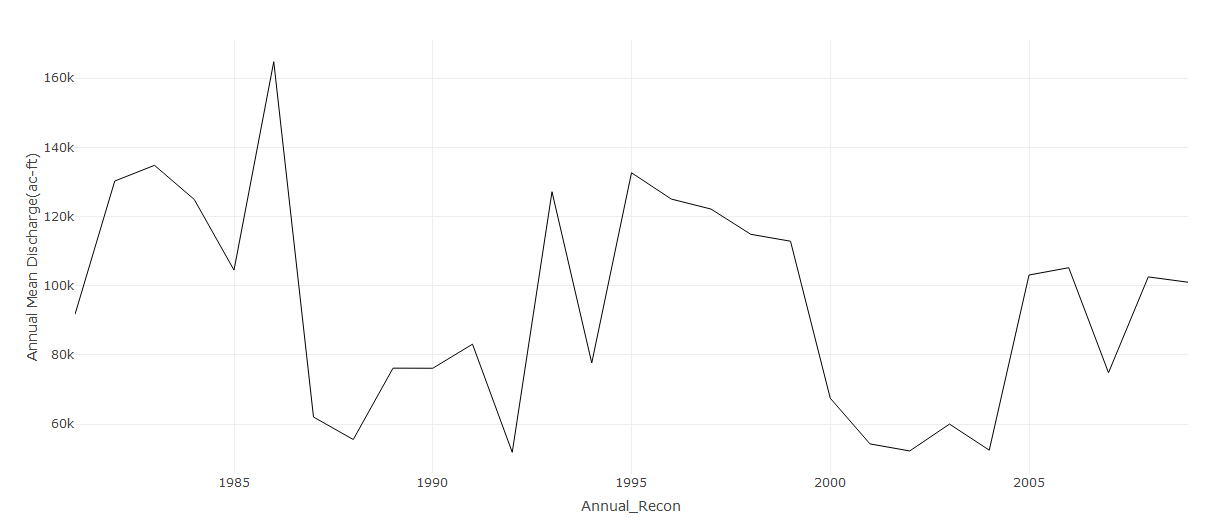 160k
140k
120k
100k
80k
60k
Annual Mean Discharge(ac-ft)
1985 1990 1995 2000 2005
Annual_Recon